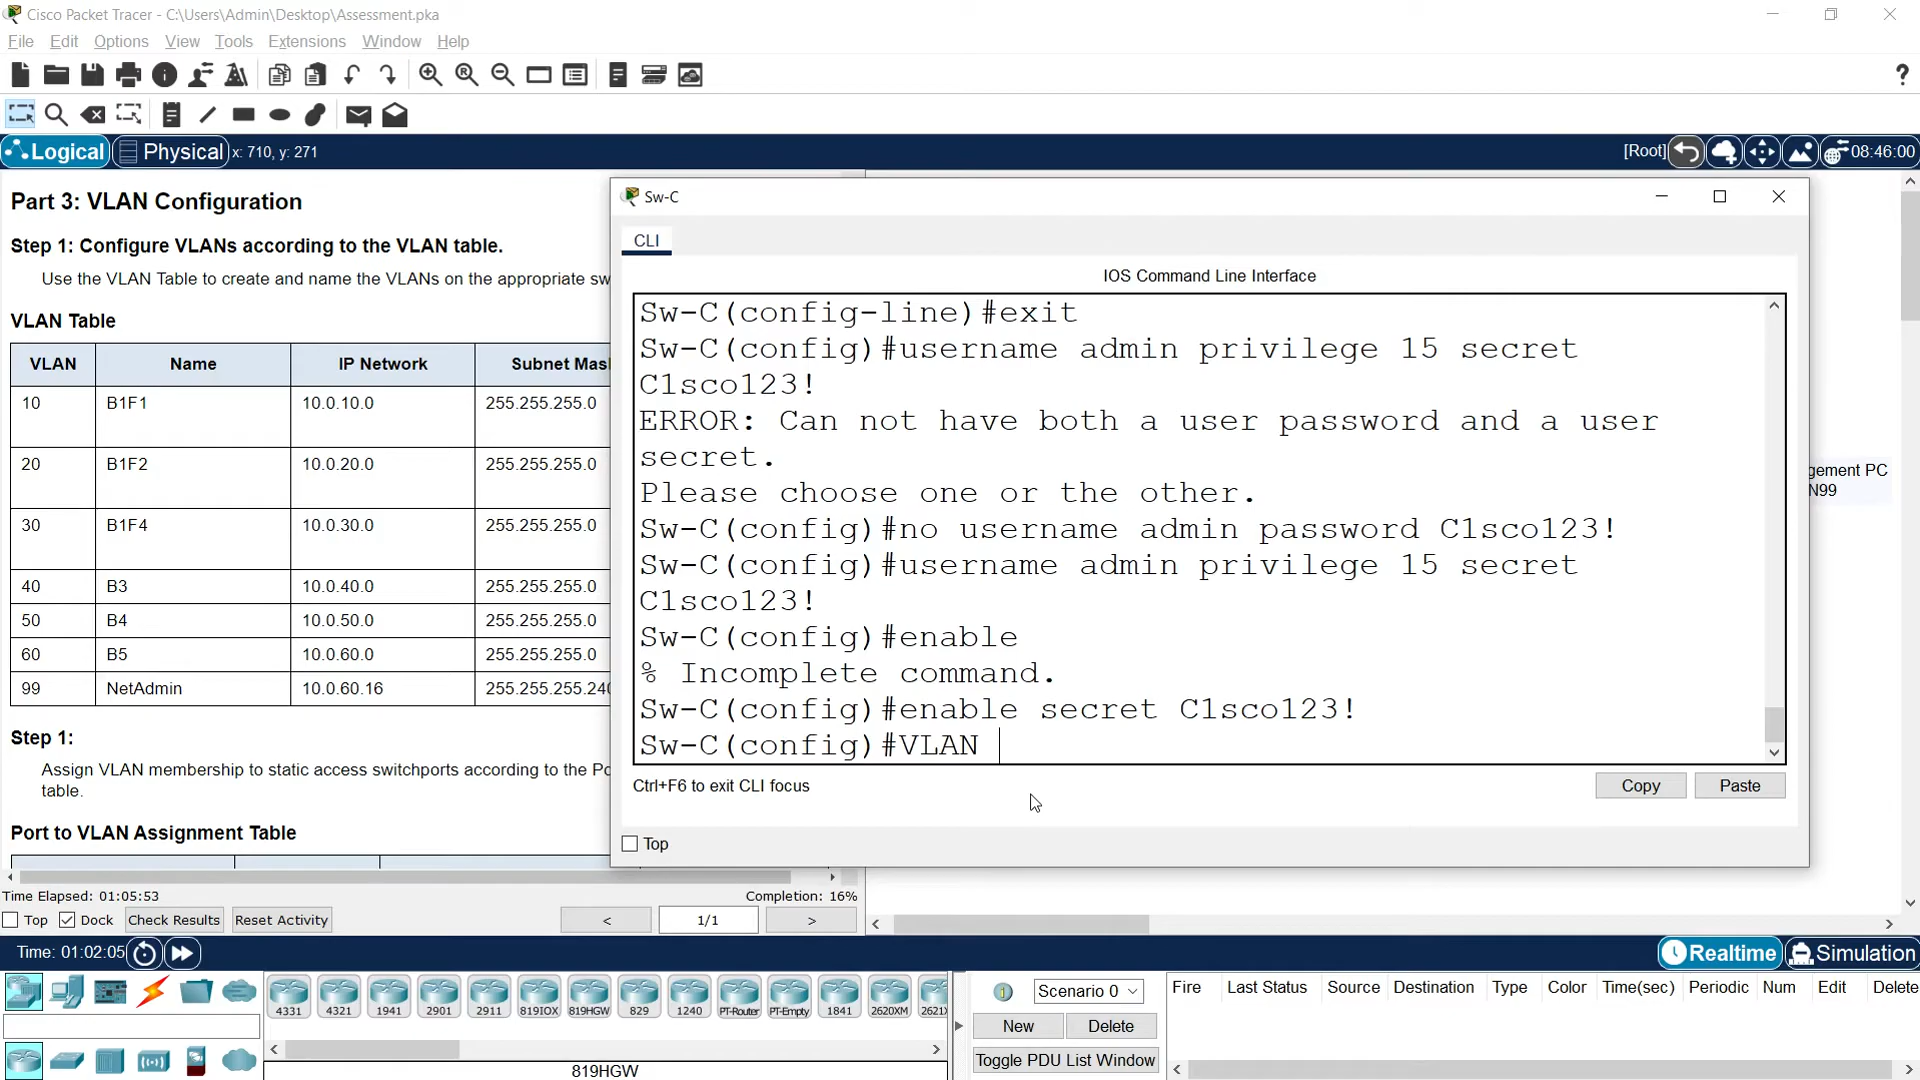 Cisco Packet Tracer - C:\Users\Admin\Desktop\Assessment.pka
File Edit Options View Tools Extensions Window Help
?
Logical Physical x: 710, y: 271
[Root] 08:46:00
Part 3: VLAN Configuration
Step 1: Configure VLANs according to the VLAN table.
Use the VLAN Table to create and name the VLANs on the appropriate sw
VLAN Table
VLAN Name IP Network Subnet Mas
10 B1F1 10.0.10.0 255.255.255.0
20 B1F2 10.0.20.0 255.255.255.0
30 B1F4 10.0.30.0 255.255.255.0
40 B3 10.0.40.0 255.255.255.0
50 B4 10.0.50.0 255.255.255.0
60 B5 10.0.60.0 255.255.255.0
99 NetAdmin 10.0.60.16 255.255.255.240
Step 1:
Assign VLAN membership to static access switchports according to the Po
table.
Port to VLAN Assignment Table
Time Elapsed: 01:05:53 Completion: 16%
Top Dock Check Results Reset Activity < 1/1 >
Sw-C
CLI
IOS Command Line Interface
Sw-C(config-line)#exit
Sw-C(config)#username admin privilege 15 secret
C1sco123!
ERROR: Can not have both a user password and a user
secret.
Please choose one or the other.
Sw-C(config)#no username admin password C1sco123!
Sw-C(config)#username admin privilege 15 secret
C1sco123!
Sw-C(config)#enable
% Incomplete command.
Sw-C(config)#enable secret C1sco123!
Sw-C(config)#VLAN
Ctrl+F6 to exit CLI focus Copy Paste
Top
gement PC
N99
Time: 01:02:05 Realtime Simulation
4331 4321 1941 2901 2911 819IOX 819HGW 829 1240 PT-Router PT-Empty 1841 2620XM 2621X
819HGW
Scenario 0
New Delete
Toggle PDU List Window
Fire Last Status Source Destination Type Color Time(sec) Periodic Num Edit Delete